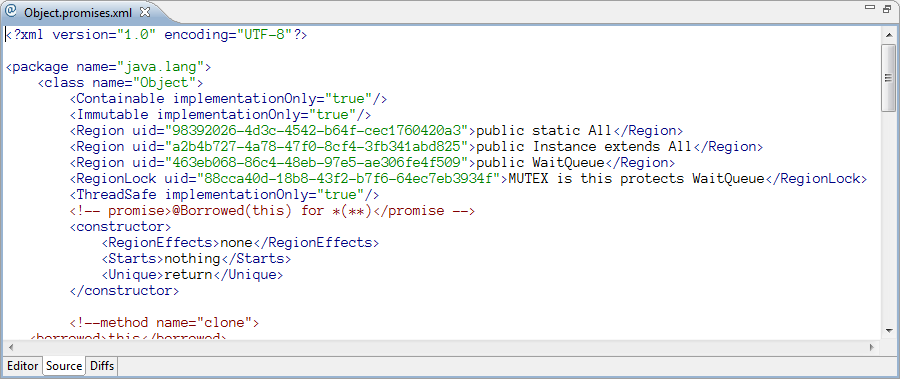 Object.promises.xml
<?xml version="1.0" encoding="UTF-8"?>
<package name="java.lang">
<class name="Object">
<Containable implementationOnly="true"/>
<Immutable implementationOnly="true"/>
<Region uid="98392026-4d3c-4542-b64f-cec1760420a3">public static All</Region>
<Region uid="a2b4b727-4a78-47f0-8cf4-3fb341abd825">public Instance extends All</Region>
<Region uid="463eb068-86c4-48eb-97e5-ae306fe4f509">public WaitQueue</Region>
<RegionLock uid="88cca40d-18b8-43f2-b7f6-64ec7eb3934f">MUTEX is this protects WaitQueue</RegionLock>
<ThreadSafe implementationOnly="true"/>
<!-- promise>@Borrowed(this) for *(**)</promise -->
<constructor>
<RegionEffects>none</RegionEffects>
<Starts>nothing</Starts>
<Unique>return</Unique>
</constructor>
<!--method name="clone">
<borrowed>this</borrowed>
Editor Source Diffs